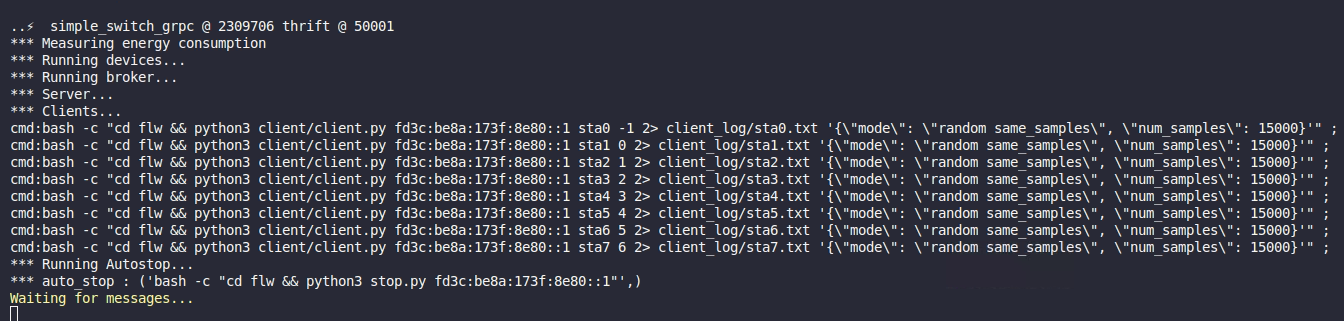 ..⚡ simple_switch_grpc @ 2309706 thrift @ 50001
*** Measuring energy consumption
*** Running devices...
*** Running broker...
*** Server...
*** Clients...
cmd:bash -c "cd flw && python3 client/client.py fd3c:be8a:173f:8e80::1 sta0 -1 2> client_log/sta0.txt '{\"mode\": \"random same_samples\", \"num_samples\": 15000}'" ;
cmd:bash -c "cd flw && python3 client/client.py fd3c:be8a:173f:8e80::1 sta1 0 2> client_log/sta1.txt '{\"mode\": \"random same_samples\", \"num_samples\": 15000}'" ;
cmd:bash -c "cd flw && python3 client/client.py fd3c:be8a:173f:8e80::1 sta2 1 2> client_log/sta2.txt '{\"mode\": \"random same_samples\", \"num_samples\": 15000}'" ;
cmd:bash -c "cd flw && python3 client/client.py fd3c:be8a:173f:8e80::1 sta3 2 2> client_log/sta3.txt '{\"mode\": \"random same_samples\", \"num_samples\": 15000}'" ;
cmd:bash -c "cd flw && python3 client/client.py fd3c:be8a:173f:8e80::1 sta4 3 2> client_log/sta4.txt '{\"mode\": \"random same_samples\", \"num_samples\": 15000}'" ;
cmd:bash -c "cd flw && python3 client/client.py fd3c:be8a:173f:8e80::1 sta5 4 2> client_log/sta5.txt '{\"mode\": \"random same_samples\", \"num_samples\": 15000}'" ;
cmd:bash -c "cd flw && python3 client/client.py fd3c:be8a:173f:8e80::1 sta6 5 2> client_log/sta6.txt '{\"mode\": \"random same_samples\", \"num_samples\": 15000}'" ;
cmd:bash -c "cd flw && python3 client/client.py fd3c:be8a:173f:8e80::1 sta7 6 2> client_log/sta7.txt '{\"mode\": \"random same_samples\", \"num_samples\": 15000}'" ;
*** Running Autostop...
*** auto_stop : ('bash -c "cd flw && python3 stop.py fd3c:be8a:173f:8e80::1"',)
Waiting for messages...